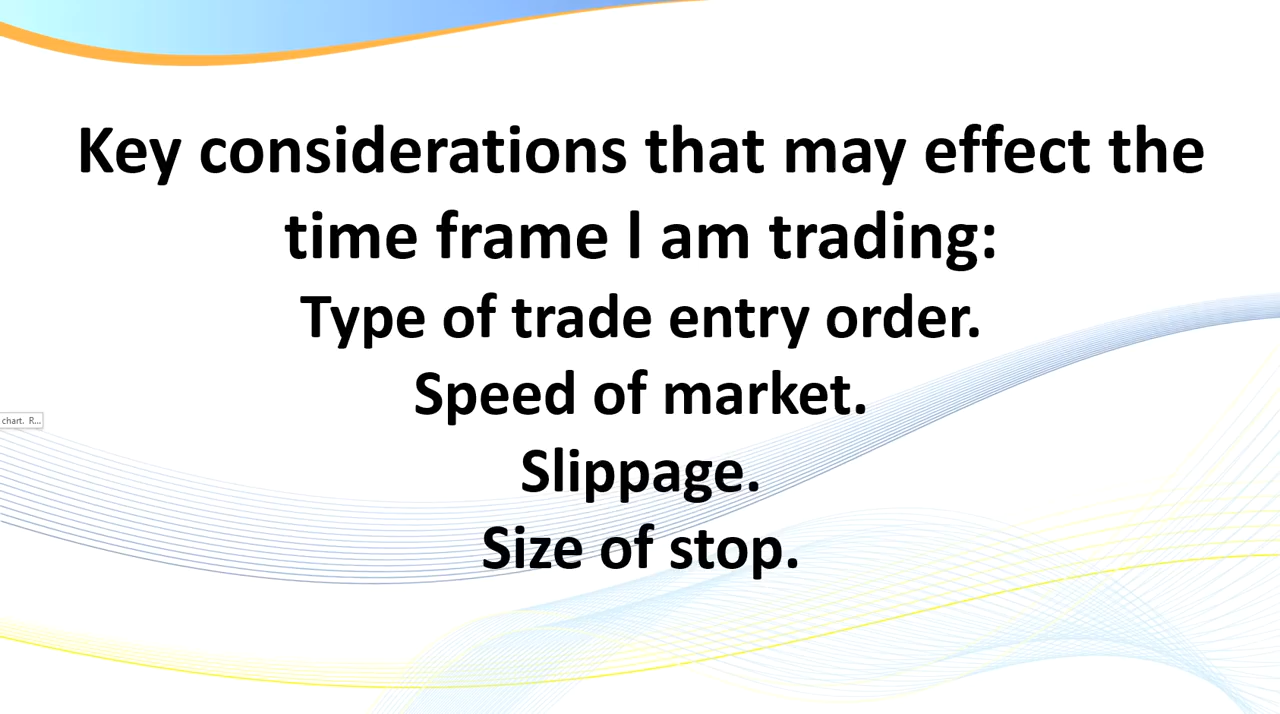 Key considerations that may effect the
time frame I am trading:
Type of trade entry order.
Speed of market.
Slippage.
Size of stop.
chart. R...